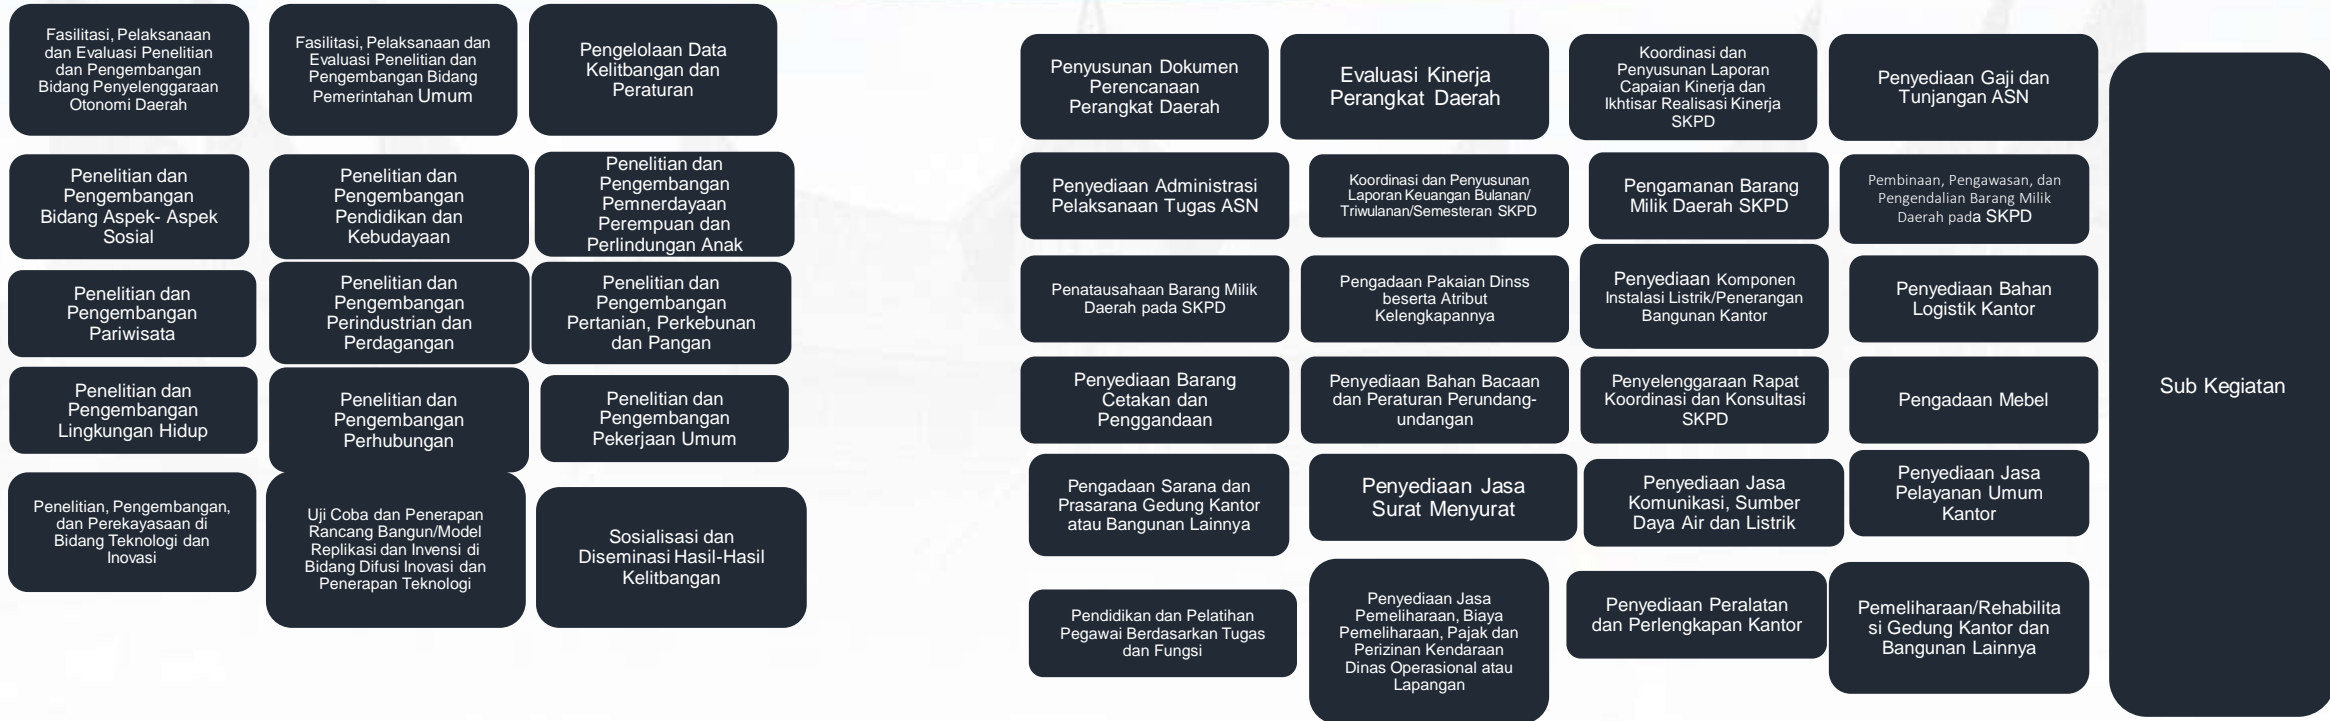 Fasilitasi, Pelaksanaan
dan Evaluasi Penelitian
dan Pengembangan
Bidang Penyelenggaraan
Otonomi Daerah
Fasilitasi, Pelaksanaan dan
Evaluasi Penelitian dan
Pengembangan Bidang
Pemerintahan Umum
Pengelolaan Data
Kelitbangan dan
Peraturan
Penelitian dan
Pengembangan
Bidang Aspek- Aspek
Sosial
Penelitian dan
Pengembangan
Pendidikan dan
Kebudayaan
Penelitian dan
Pengembangan
Pemnerdayaan
Perempuan dan
Perlindungan Anak
Penelitian dan
Pengembangan
Pariwisata
Penelitian dan
Pengembangan
Perindustrian dan
Perdagangan
Penelitian dan
Pengembangan
Pertanian, Perkebunan
dan Pangan
Penelitian dan
Pengembangan
Lingkungan Hidup
Penelitian dan
Pengembangan
Perhubungan
Penelitian dan
Pengembangan
Pekerjaan Umum
Penelitian, Pengembangan,
dan Perekayasaan di
Bidang Teknologi dan
Inovasi
Uji Coba dan Penerapan
Rancang Bangun/Model
Replikasi dan Invensi di
Bidang Difusi Inovasi dan
Penerapan Teknologi
Sosialisasi dan
Diseminasi Hasil-Hasil
Kelitbangan
Penyusunan Dokumen
Perencanaan
Perangkat Daerah
Evaluasi Kinerja
Perangkat Daerah
Koordinasi dan
Penyusunan Laporan
Capaian Kinerja dan
Ikhtisar Realisasi Kinerja
SKPD
Penyediaan Gaji dan
Tunjangan ASN
Penyediaan Administrasi
Pelaksanaan Tugas ASN
Koordinasi dan Penyusunan
Laporan Keuangan Bulanan/
Triwulanan/Semesteran SKPD
Pengamanan Barang
Milik Daerah SKPD
Pembinaan, Pengawasan, dan
Pengendalian Barang Milik
Daerah pada SKPD
Penatausahaan Barang Milik
Daerah pada SKPD
Pengadaan Pakaian Dinss
beserta Atribut
Kelengkapannya
Penyediaan Komponen
Instalasi Listrik/Penerangan
Bangunan Kantor
Penyediaan Bahan
Logistik Kantor
Penyediaan Barang
Cetakan dan
Penggandaan
Penyediaan Bahan Bacaan
dan Peraturan Perundang-
undangan
Penyelenggaraan Rapat
Koordinasi dan Konsultasi
SKPD
Pengadaan Mebel
Pengadaan Sarana dan
Prasarana Gedung Kantor
atau Bangunan Lainnya
Penyediaan Jasa
Surat Menyurat
Penyediaan Jasa
Komunikasi, Sumber
Daya Air dan Listrik
Penyediaan Jasa
Pelayanan Umum
Kantor
Pendidikan dan Pelatihan
Pegawai Berdasarkan Tugas
dan Fungsi
Penyediaan Jasa
Pemeliharaan, Biaya
Pemeliharaan, Pajak dan
Perizinan Kendaraan
Dinas Operasional atau
Lapangan
Penyediaan Peralatan
dan Perlengkapan Kantor
Pemeliharaan/Rehabilita
si Gedung Kantor dan
Bangunan Lainnya
Sub Kegiatan